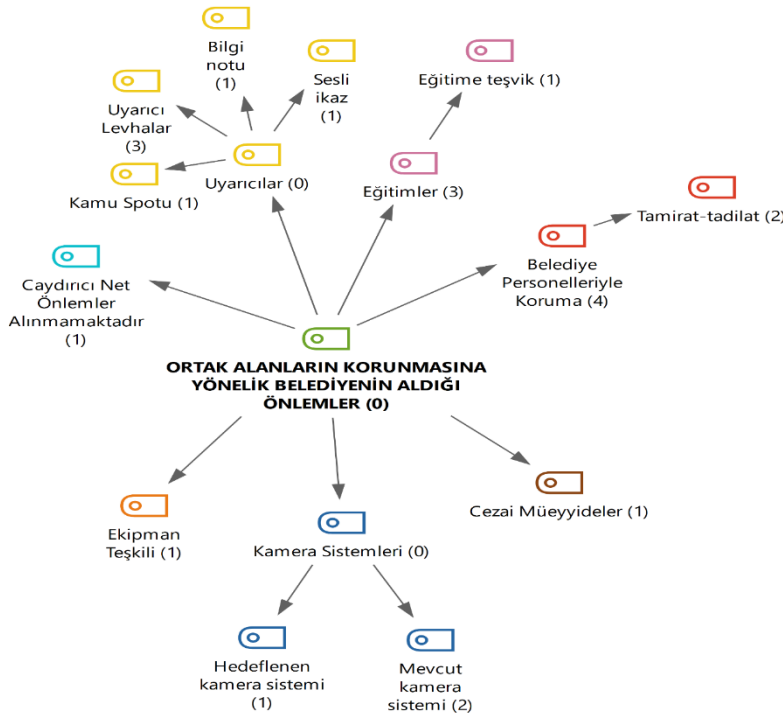 Bilgi
notu
(1)
Sesli
ikaz
(1)
Eğitime teşvik (1)
Uyarıcı
Levhalar
(3)
Uyarıcılar (0)
Eğitimler (3)
Kamu Spotu (1)
Tamirat-tadilat (2)
Belediye
Personelleriyle
Koruma (4)
Caydırıcı Net
Önlemler
Alınmamaktadır
(1)
ORTAK ALANLARIN KORUNMASINA
YÖNELİK BELEDİYENİN ALDIĞI
ÖNLEMLER (0)
Cezai Müeyyideler (1)
Ekipman
Teşkili (1)
Kamera Sistemleri (0)
Hedeflenen
kamera sistemi
(1)
Mevcut
kamera
sistemi (2)